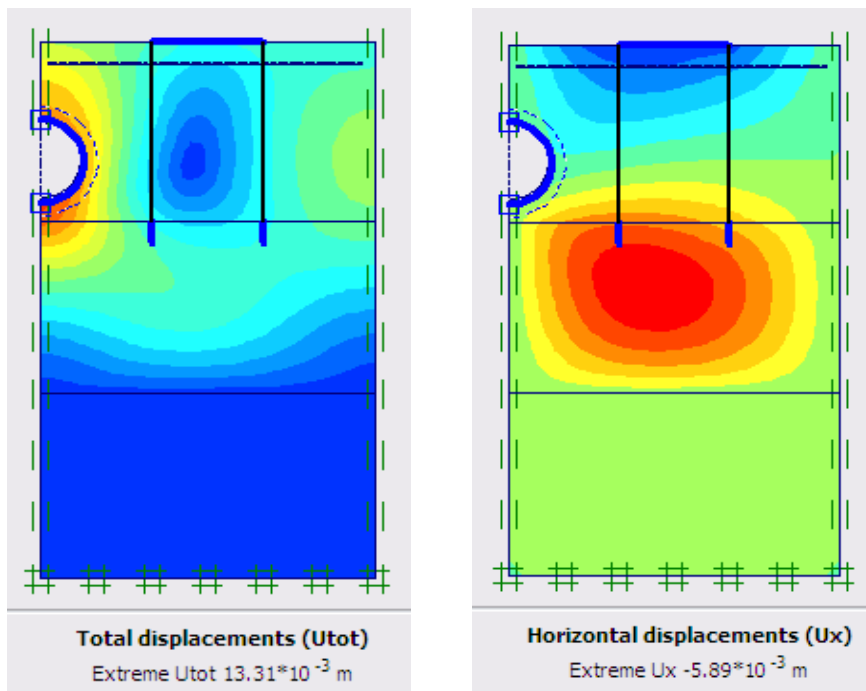 Total displacements (Utot)
Extreme Utot 13.31*10 -3 m
Horizontal displacements (Ux)
Extreme Ux -5.89*10 -3 m